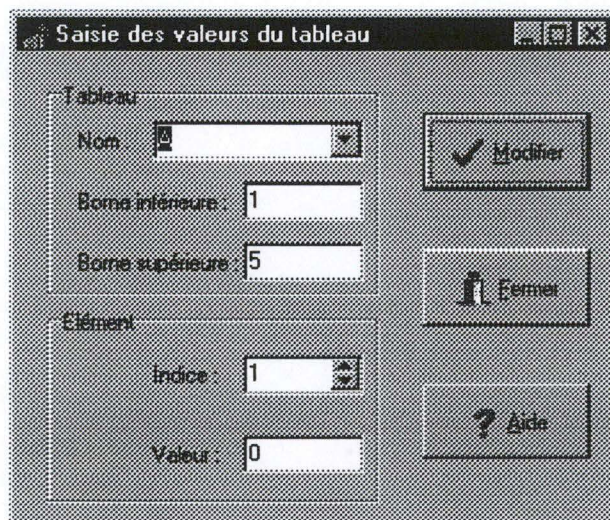 Saisie des valeurs du tableau
Tableau
Nom :
A
Borne inférieure :
1
Borne supérieure :
5
Elément
Indice :
1
Valeur :
0
Modifier
Fermer
? Aide